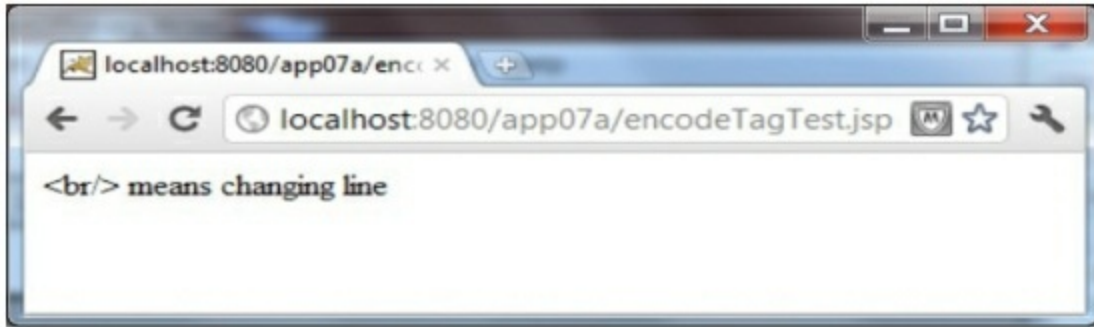 localhost:8080/app07a/enc
localhost:8080/app07a/encodeTagTest.jsp
<br/> means changing line